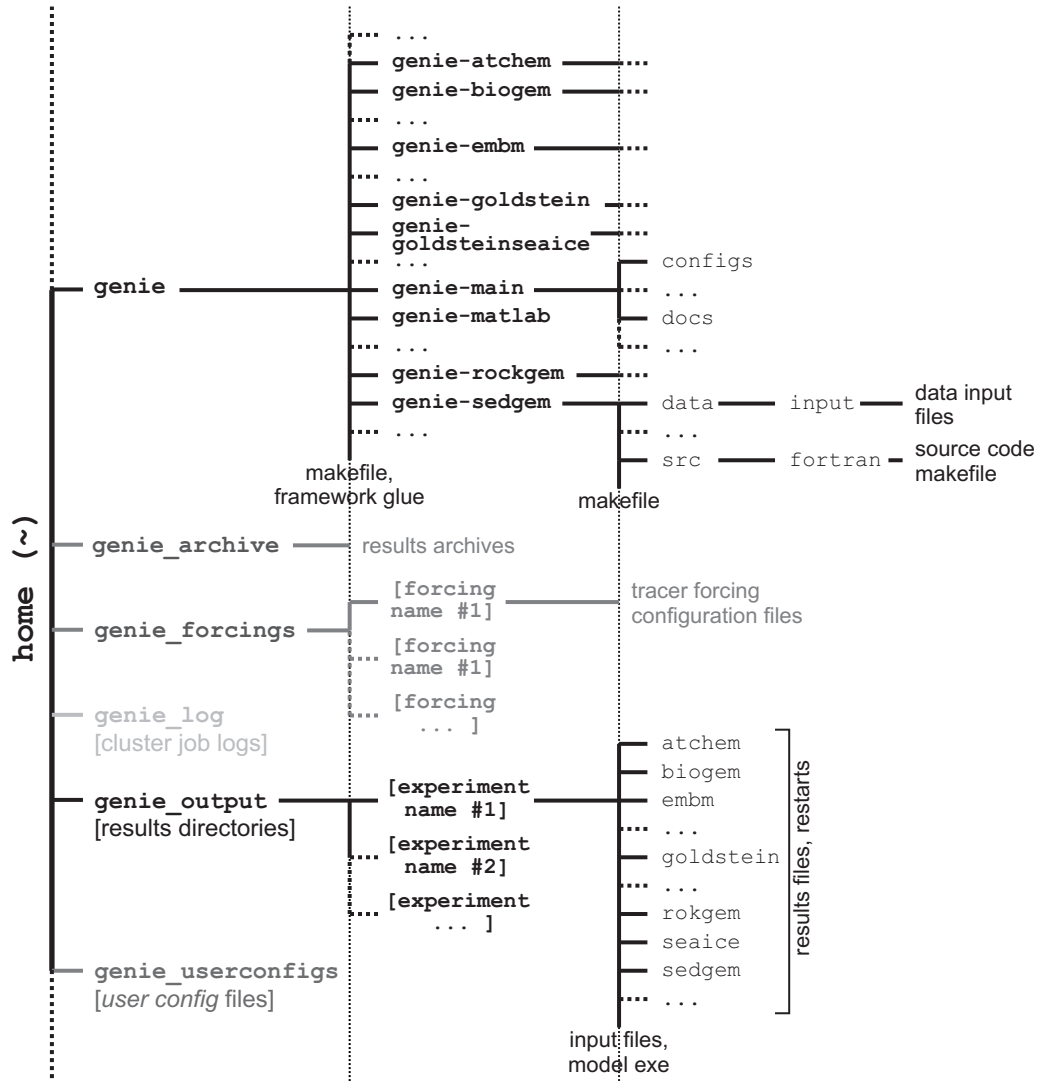 ...
genie-atchem
genie-biogem
...
genie-embm
...
genie-goldstein
genie-
goldsteinseaice
...
configs
genie
genie-main
...
genie-matlab
docs
...
...
genie-rockgem
genie-sedgem
data
input
data input
files
...
...
src
fortran
source code
makefile
makefile,
framework glue
makefile
home (~)
genie_archive
results archives
genie_forcings
[forcing
name #1]
tracer forcing
configuration files
[forcing
name #1]
[forcing
... ]
genie_log
[cluster job logs]
genie_output
[results directories]
[experiment
name #1]
[experiment
name #2]
[experiment
... ]
atchem
biogem
embm
...
goldstein
...
rokgem
seaice
sedgem
...
results files, restarts
genie_userconfigs
[user config files]
input files,
model exe